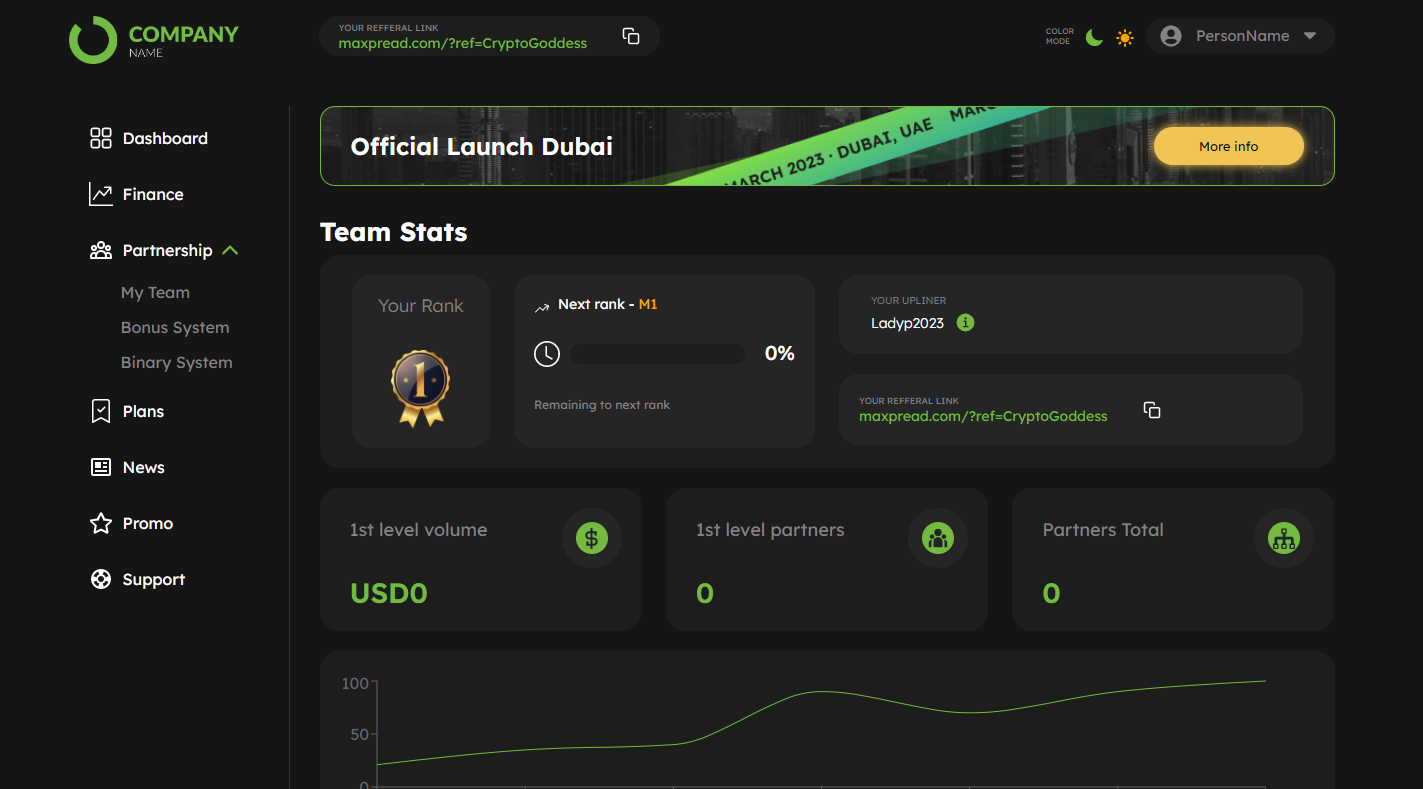 COMPANY
NAME
YOUR REFFERAL LINK
maxpread.com/?ref=CryptoGoddess
COLOR
MODE
PersonName
Dashboard
Finance
Partnership
My Team
Bonus System
Binary System
Plans
News
Promo
Support
Official Launch Dubai
MARCH 2023 · DUBAI, UAE
More info
Team Stats
Your Rank
1
Next rank - M1
0%
Remaining to next rank
YOUR UPLINER
Ladyp2023
i
YOUR REFFERAL LINK
maxpread.com/?ref=CryptoGoddess
1st level volume
$
USD0
1st level partners
0
Partners Total
0
100
50
0